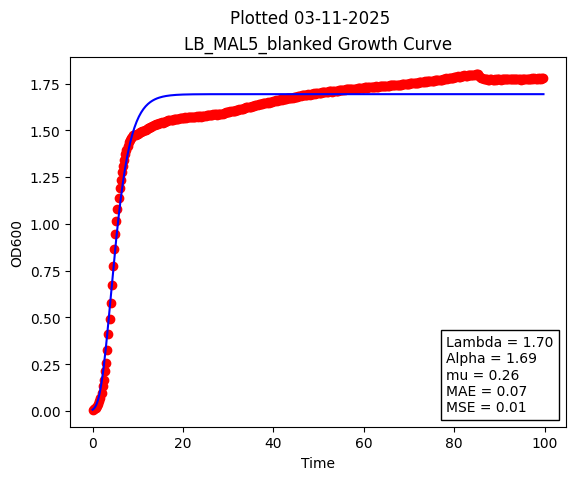 Plotted 03-11-2025
LB_MAL5_blanked Growth Curve
OD600
1.75
1.50
1.25
1.00
0.75
0.50
0.25
0.00
Lambda = 1.70
Alpha = 1.69
mu = 0.26
MAE = 0.07
MSE = 0.01
0 20 40 60 80 100
Time